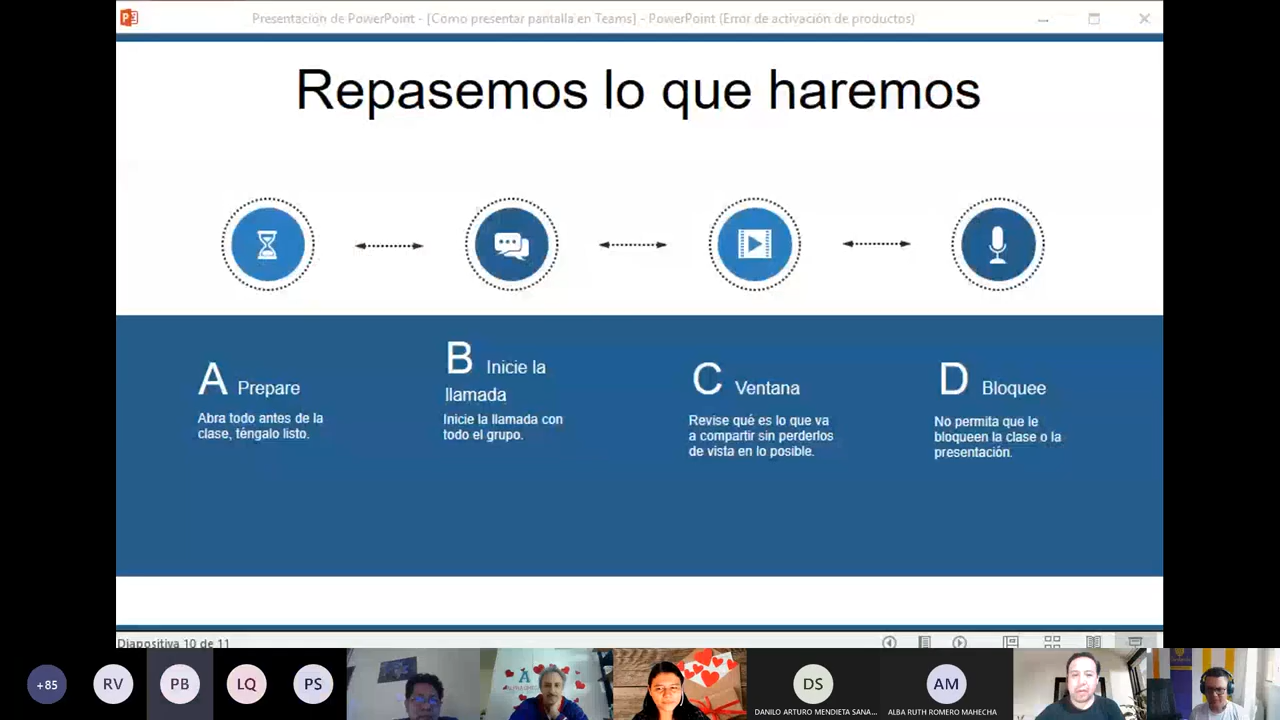 Presentación de PowerPoint - [Como presentar pantalla en Teams] - PowerPoint (Error de activación de productos)
Repasemos lo que haremos
A Prepare
Abra todo antes de la
clase, téngalo listo.
B Inicie la
llamada
Inicie la llamada con
todo el grupo.
C Ventana
Revise qué es lo que va
a compartir sin perderlos
de vista en lo posible.
D Bloquee
No permita que le
bloqueen la clase o la
presentación.
Diapositiva 10 de 11
+85
RV
PB
LQ
PS
DS
DANILO ARTURO MENDIETA SANA...
AM
ALBA RUTH ROMERO MAHECHA